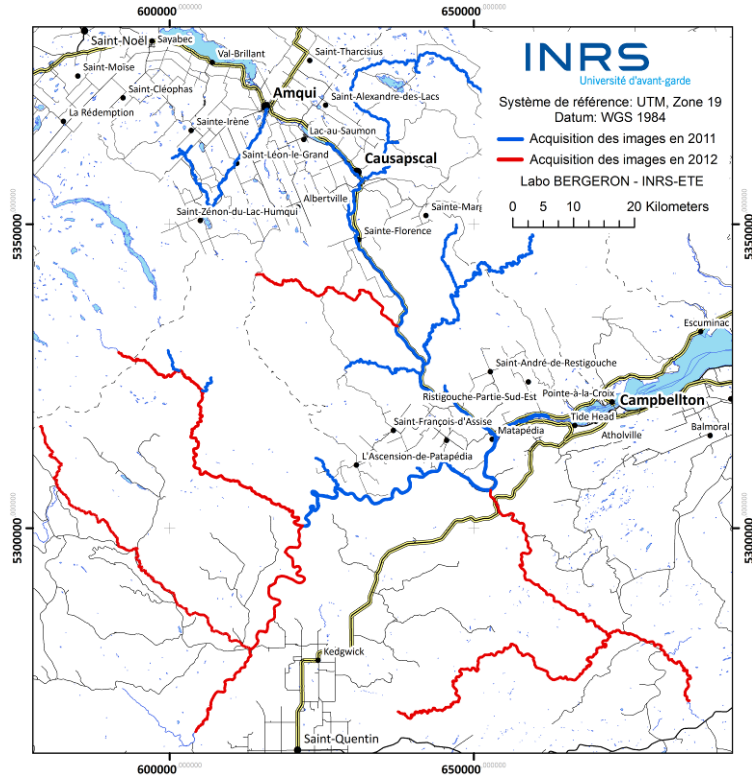 600000
650000
Saint-Noël
Sayabec
Val-Brillant
Saint-Tharcisius
Saint-Moise
Saint-Cléophas
Amqui
Saint-Alexandre-des-Lacs
La Rédemption
Sainte-Irène
Lac-au-Saumon
Saint-Léon-le-Grand
Causapscal
Albertville
Saint-Zénon-du-Lac-Humqui
Sainte-Marg
Sainte-Florence
INRS
Université d'avant-garde
Système de référence: UTM, Zone 19
Datum: WGS 1984
Acquisition des images en 2011
Acquisition des images en 2012
Labo BERGERON - INRS-ETE
0 5 10 20 Kilometers
5350000
5350000
Escuminac
Saint-André-de-Restigouche
Pointe-à-la-Croix
Ristigouche-Partie-Sud-Est
Campbellton
Tide Head
Saint-François-d'Assise
Matapédia
Atholville
Balmoral
L'Ascension-de-Patapédia
5300000
5300000
Kedgwick
Saint-Quentin
600000
650000